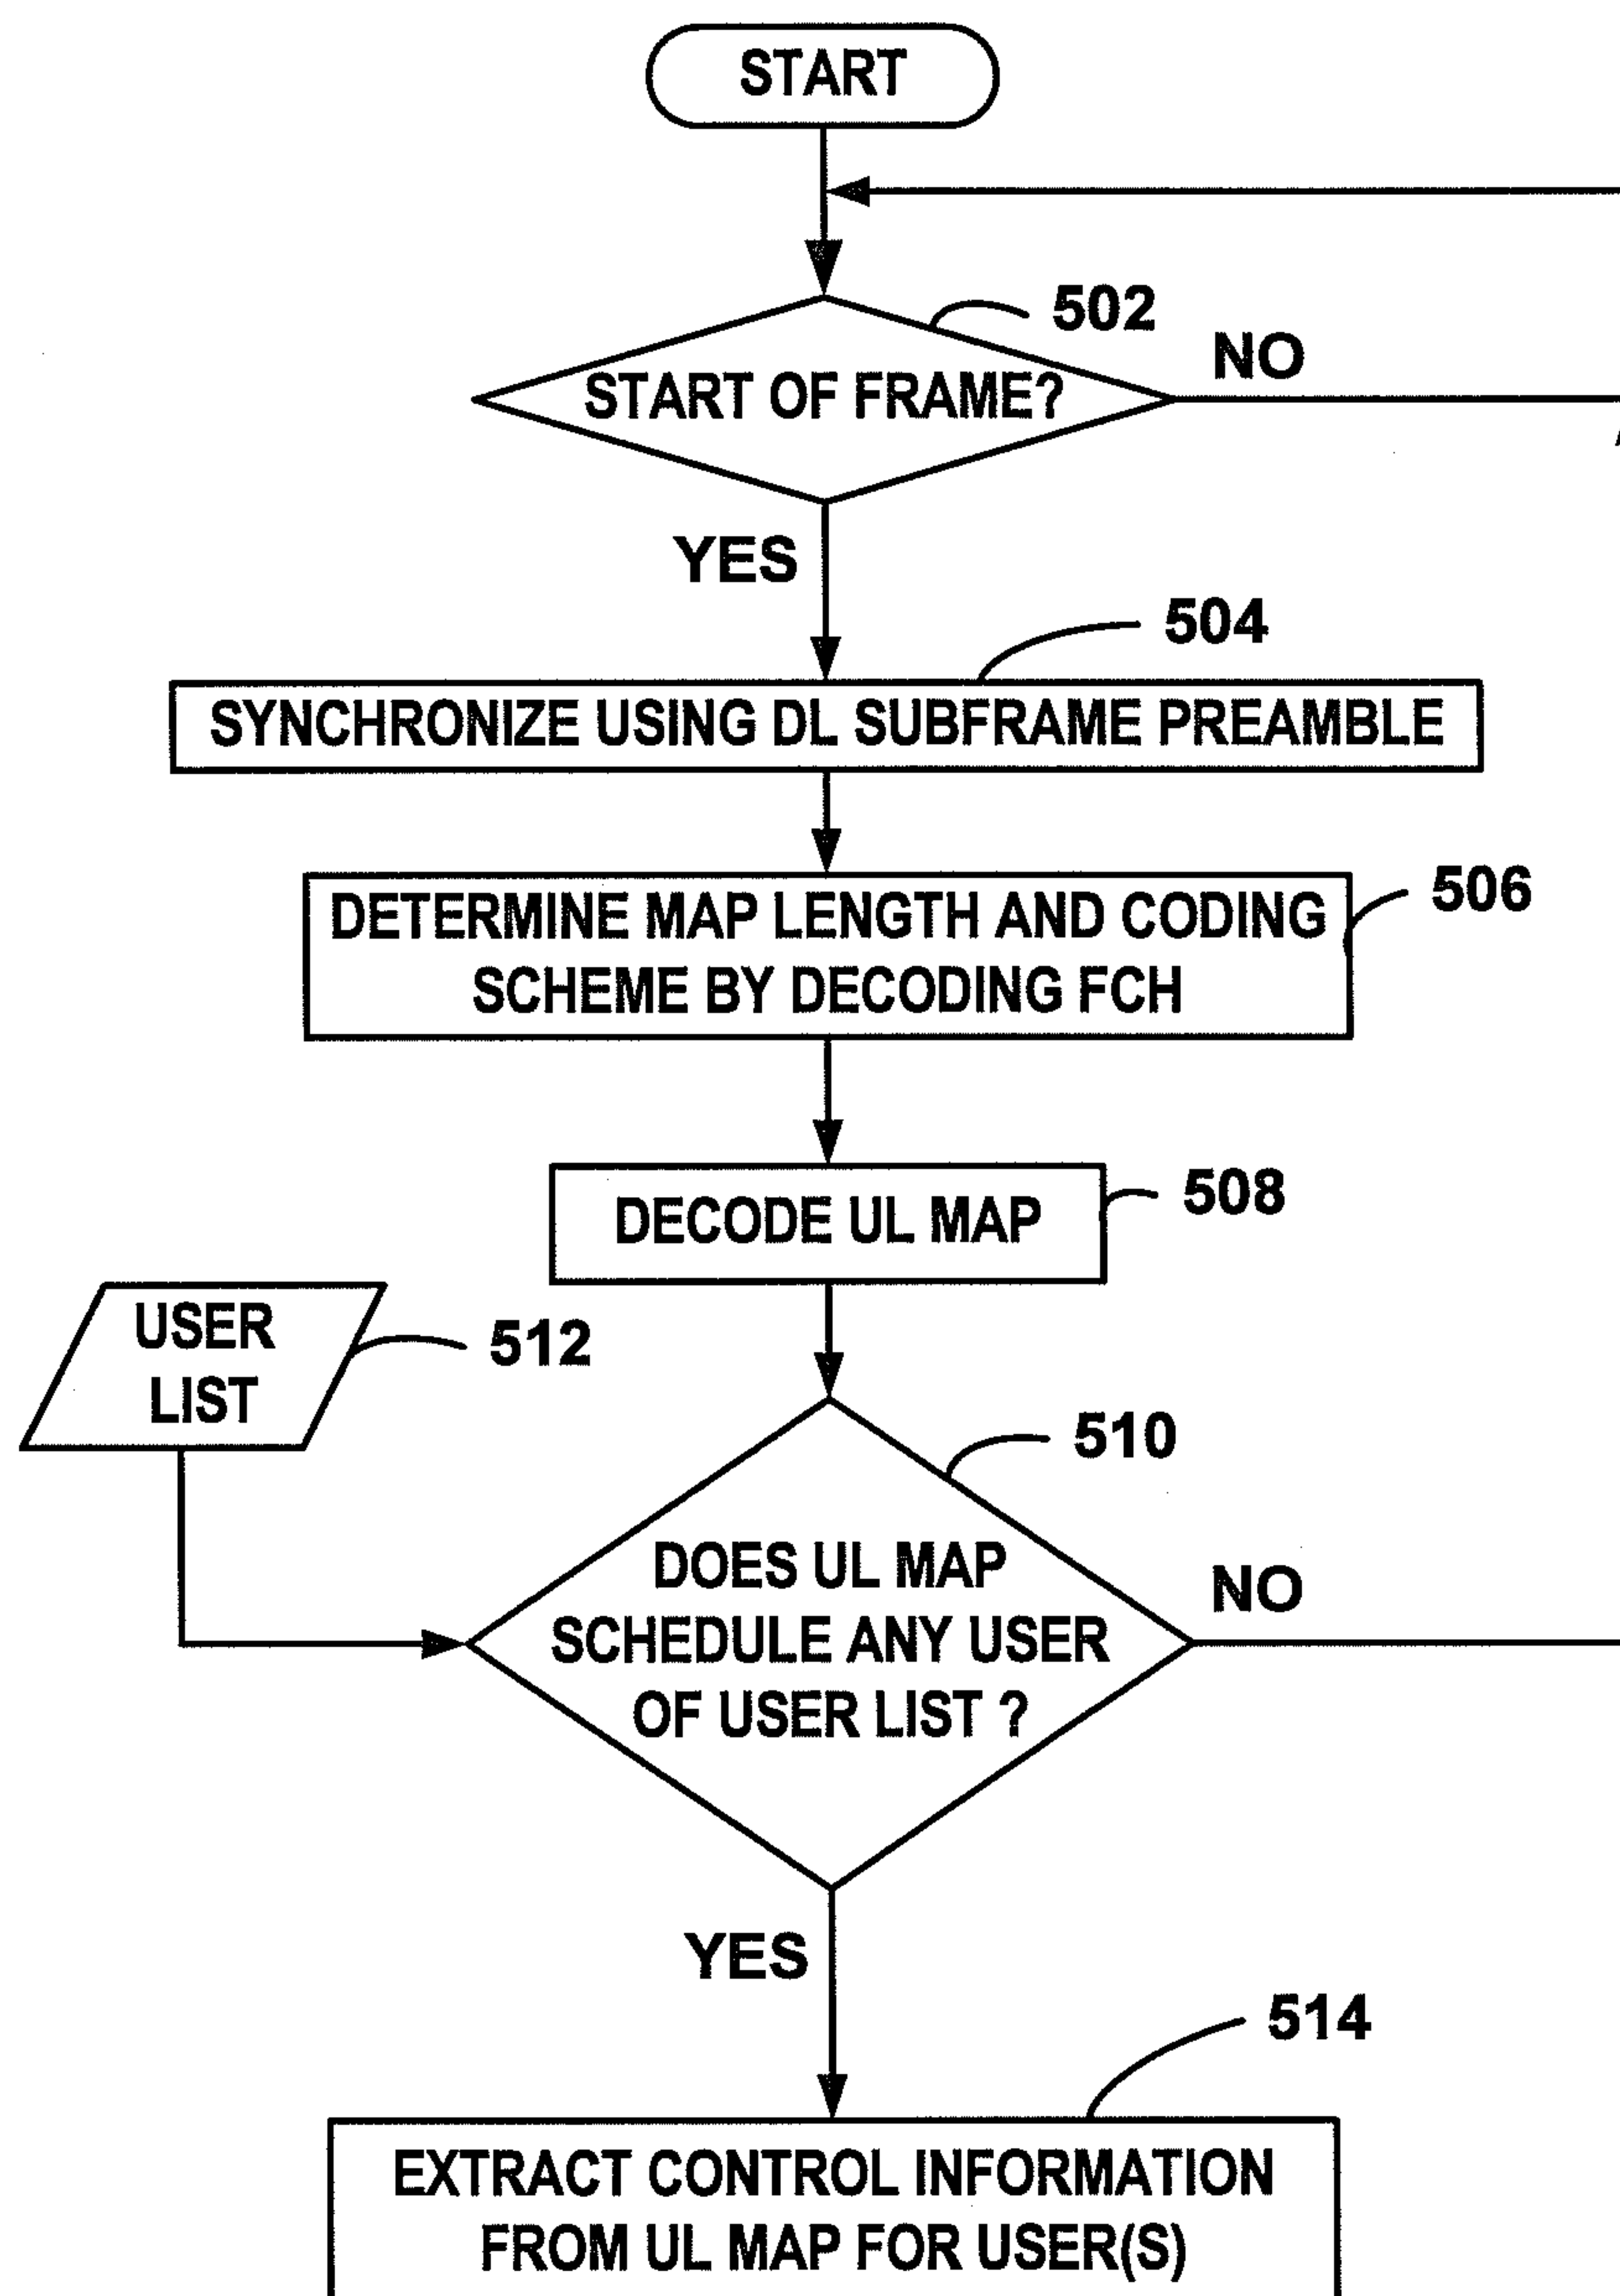 START
502
START OF FRAME?
NO
YES
504
SYNCHRONIZE USING DL SUBFRAME PREAMBLE
506
DETERMINE MAP LENGTH AND CODING
SCHEME BY DECODING FCH
508
DECODE UL MAP
USER
LIST
512
510
DOES UL MAP
SCHEDULE ANY USER
OF USER LIST ?
NO
YES
514
EXTRACT CONTROL INFORMATION
FROM UL MAP FOR USER(S)